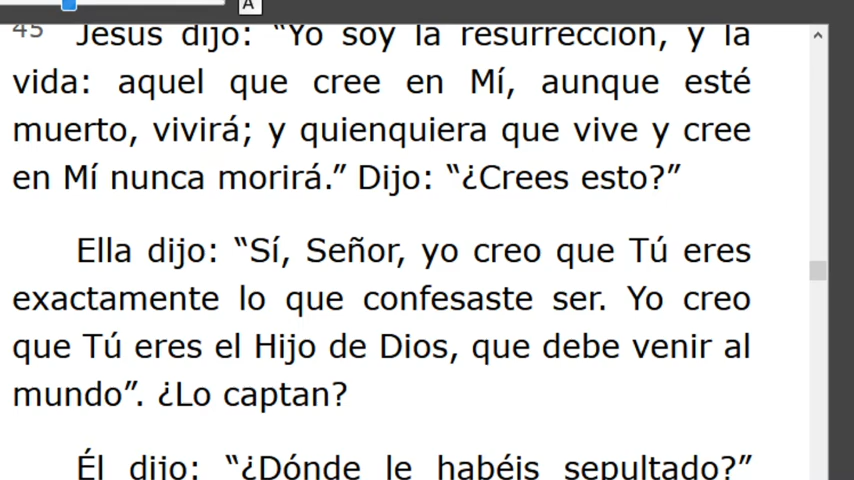 A
45 Jesús dijo: “Yo soy la resurrección, y la
vida: aquel que cree en Mí, aunque esté
muerto, vivirá; y quienquiera que vive y cree
en Mí nunca morirá.” Dijo: “¿Crees esto?”
Ella dijo: “Sí, Señor, yo creo que Tú eres
exactamente lo que confesaste ser. Yo creo
que Tú eres el Hijo de Dios, que debe venir al
mundo”. ¿Lo captan?
Él dijo: “¿Dónde le habéis sepultado?”